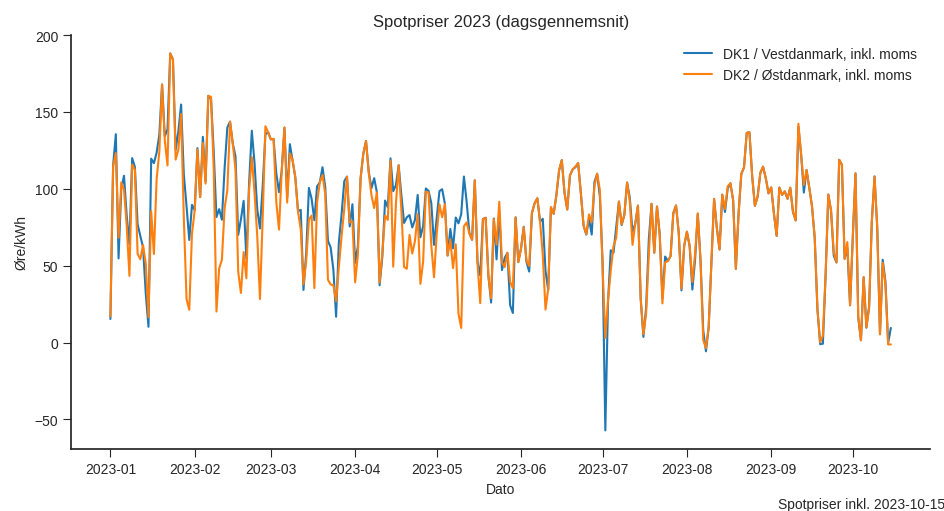 Spotpriser 2023 (dagsgennemsnit)
DK1 / Vestdanmark, inkl. moms
DK2 / Østdanmark, inkl. moms
Øre/kWh
200
150
100
50
0
−50
2023-01 2023-02 2023-03 2023-04 2023-05 2023-06 2023-07 2023-08 2023-09 2023-10
Dato
Spotpriser inkl. 2023-10-15